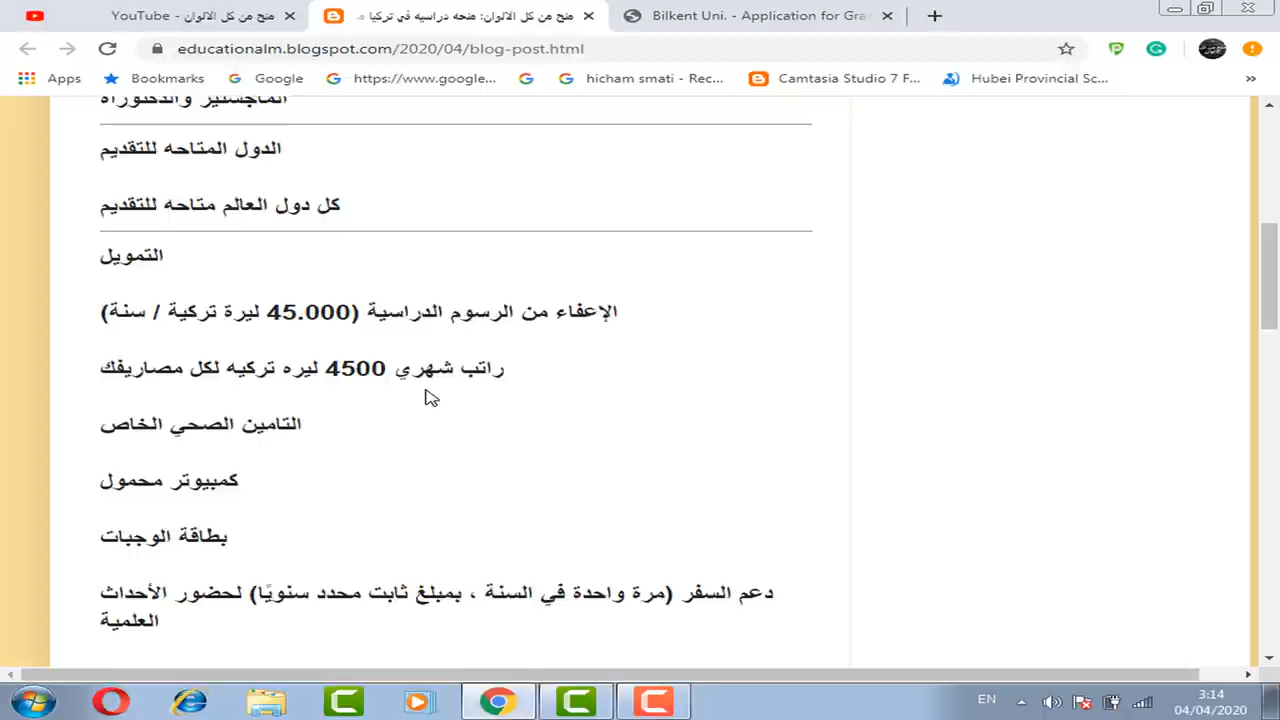 منح من كل الالوان - YouTube
منح من كل الالوان: منحه دراسيه في تركيا
Bilkent Uni. - Application for Gra
educationalm.blogspot.com/2020/04/blog-post.html
Apps
Bookmarks
Google
https://www.google...
hicham smati - Rec...
Camtasia Studio 7 F...
Hubei Provincial Sc...
»
الماجستير والدكتوراه
الدول المتاحه للتقديم
كل دول العالم متاحه للتقديم
التمويل
الإعفاء من الرسوم الدراسية (45.000 ليرة تركية / سنة)
راتب شهري 4500 ليره تركيه لكل مصاريفك
التامين الصحي الخاص
كمبيوتر محمول
بطاقة الوجبات
دعم السفر (مرة واحدة في السنة ، بمبلغ ثابت محدد سنويًا) لحضور الأحداث
العلمية
EN
3:14
04/04/2020